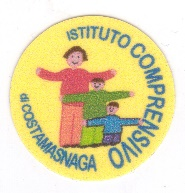 ISTITUTO COMPRENSIVO
di COSTAMASNAGA